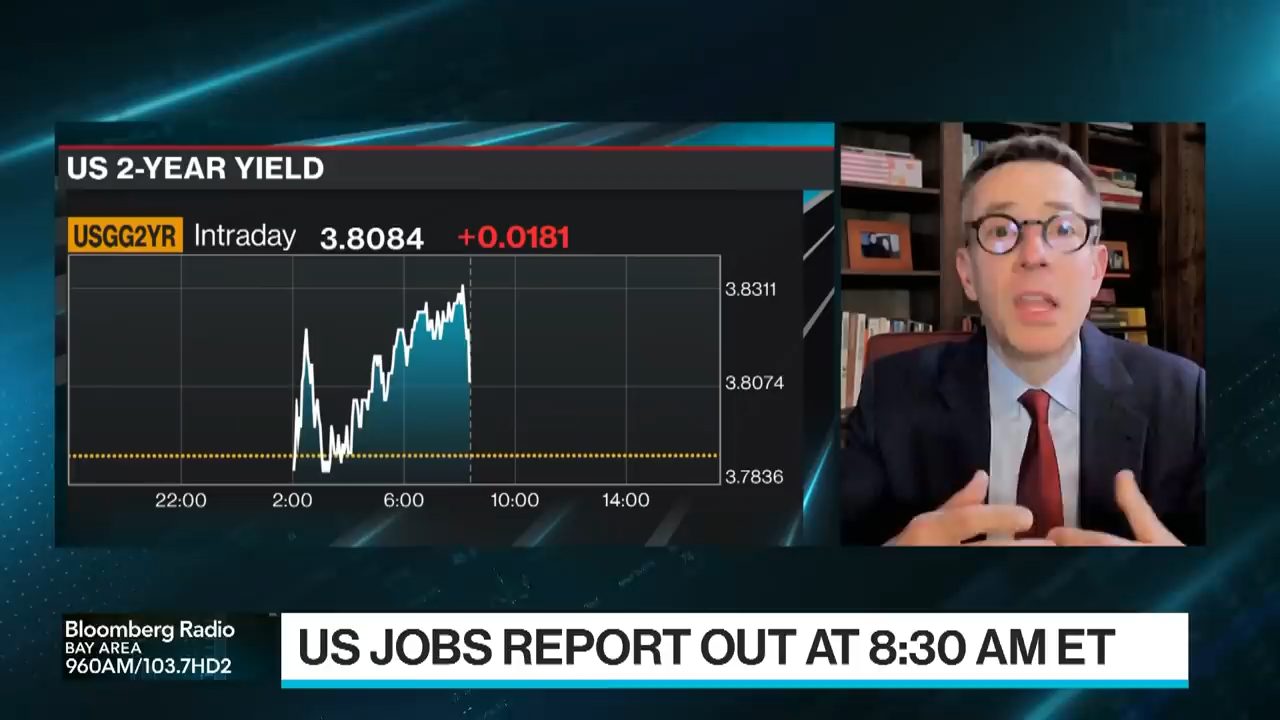 US 2-YEAR YIELD
USGG2YR Intraday 3.8084 +0.0181
3.8311
3.8074
3.7836
22:00 2:00 6:00 10:00 14:00
Bloomberg Radio
BAY AREA
960AM/103.7HD2
US JOBS REPORT OUT AT 8:30 AM ET